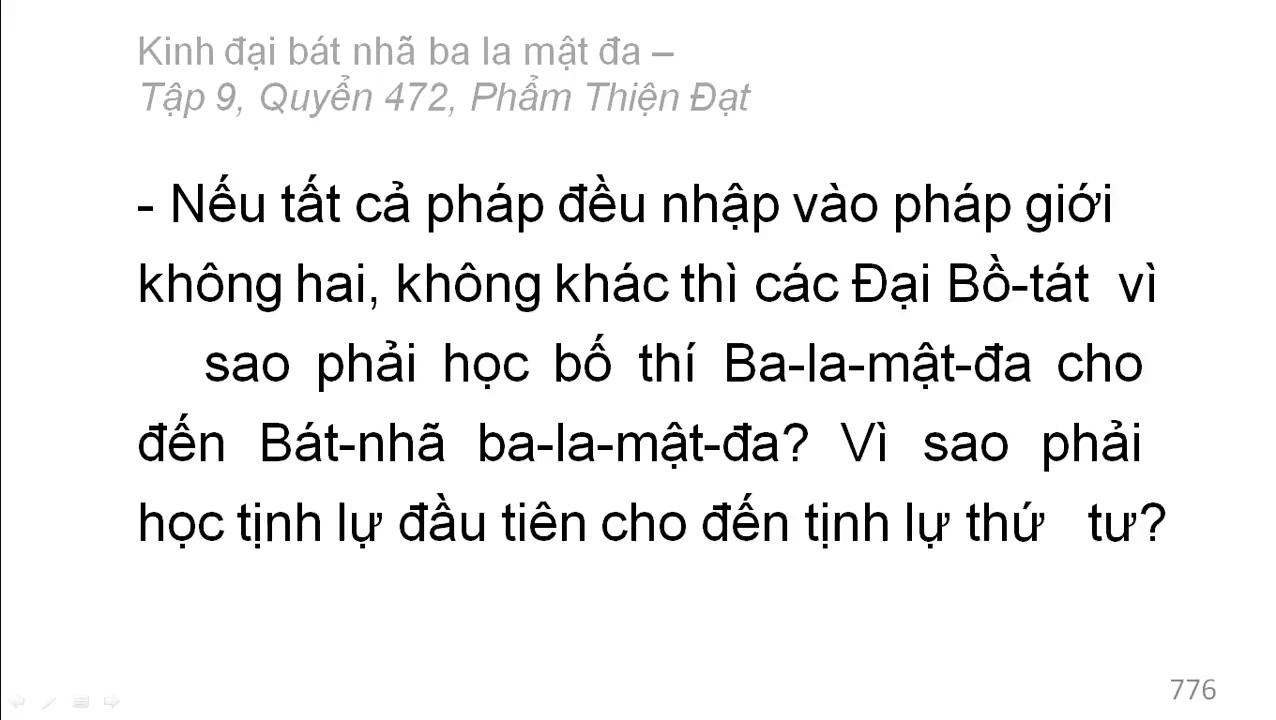 Kinh đại bát nhã ba la mật đa –
Tập 9, Quyển 472, Phẩm Thiện Đạt
- Nếu tất cả pháp đều nhập vào pháp giới
không hai, không khác thì các Đại Bồ-tát vì
sao phải học bố thí Ba-la-mật-đa cho
đến Bát-nhã ba-la-mật-đa? Vì sao phải
học tịnh lự đầu tiên cho đến tịnh lự thứ tư?
776